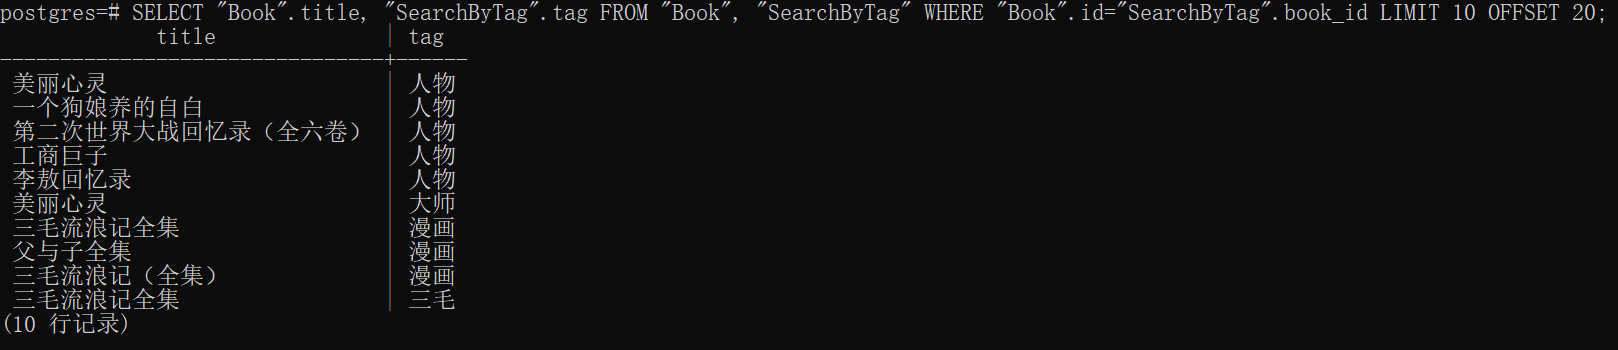 postgres=# SELECT "Book".title, "SearchByTag".tag FROM "Book", "SearchByTag" WHERE "Book".id="SearchByTag".book_id LIMIT 10 OFFSET 20;
title | tag
--------------------------------+------
美丽心灵 | 人物
一个狗娘养的自白 | 人物
第二次世界大战回忆录（全六卷） | 人物
工商巨子 | 人物
李敖回忆录 | 人物
美丽心灵 | 大师
三毛流浪记全集 | 漫画
父与子全集 | 漫画
三毛流浪记（全集） | 漫画
三毛流浪记全集 | 三毛
(10 行记录)